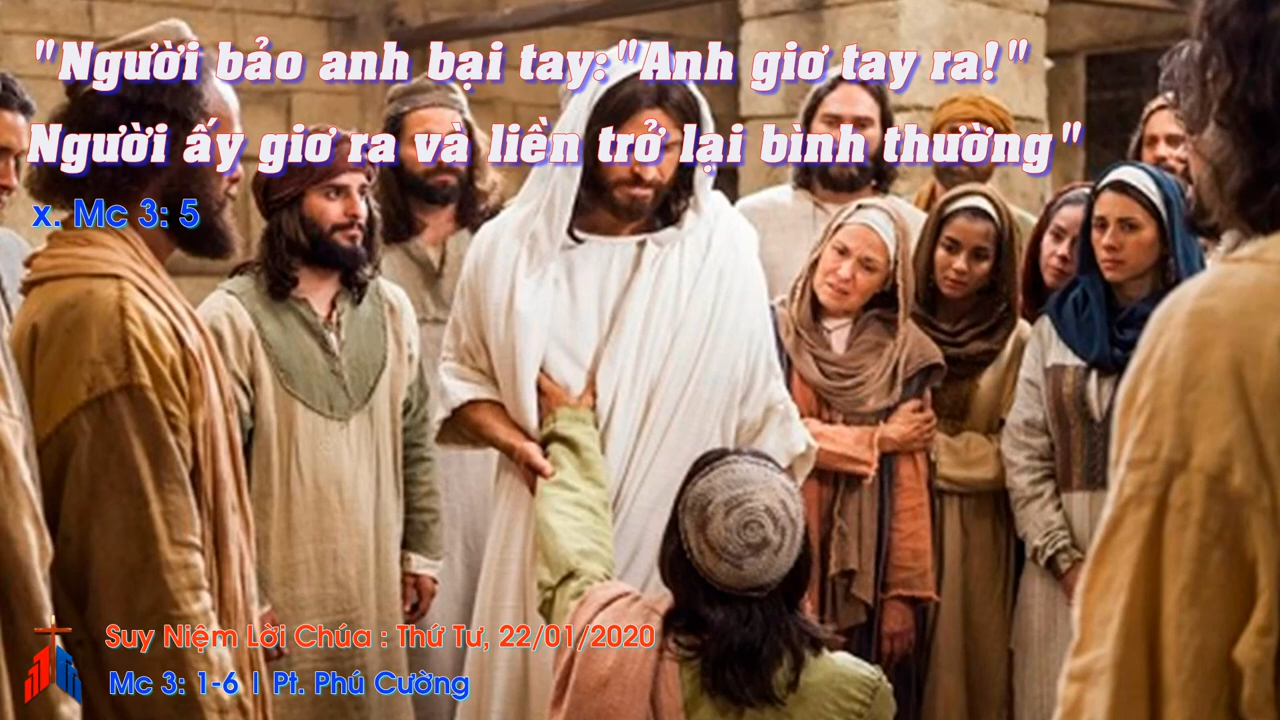 "Người bảo anh bại tay:"Anh giơ tay ra!"
Người ấy giơ ra và liền trở lại bình thường"
x. Mc 3: 5
Suy Niệm Lời Chúa : Thứ Tư, 22/01/2020
Mc 3: 1-6 | Pt. Phú Cường